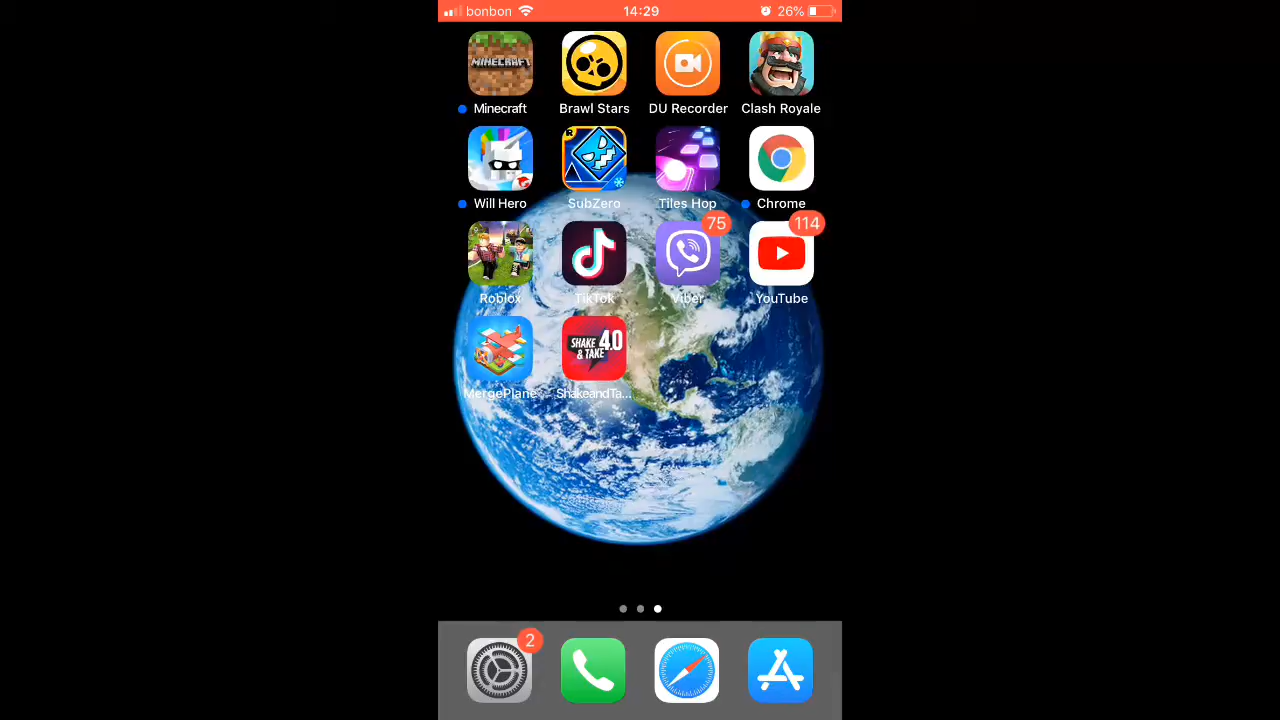 bonbon 14:29 26%
MINECRAFT
Minecraft Brawl Stars DU Recorder Clash Royale
R
Will Hero SubZero Tiles Hop Chrome
75 114
Roblox TikTok Viber YouTube
SHAKE & TAKE 4.0
MergePlane ShakeandTa...
2